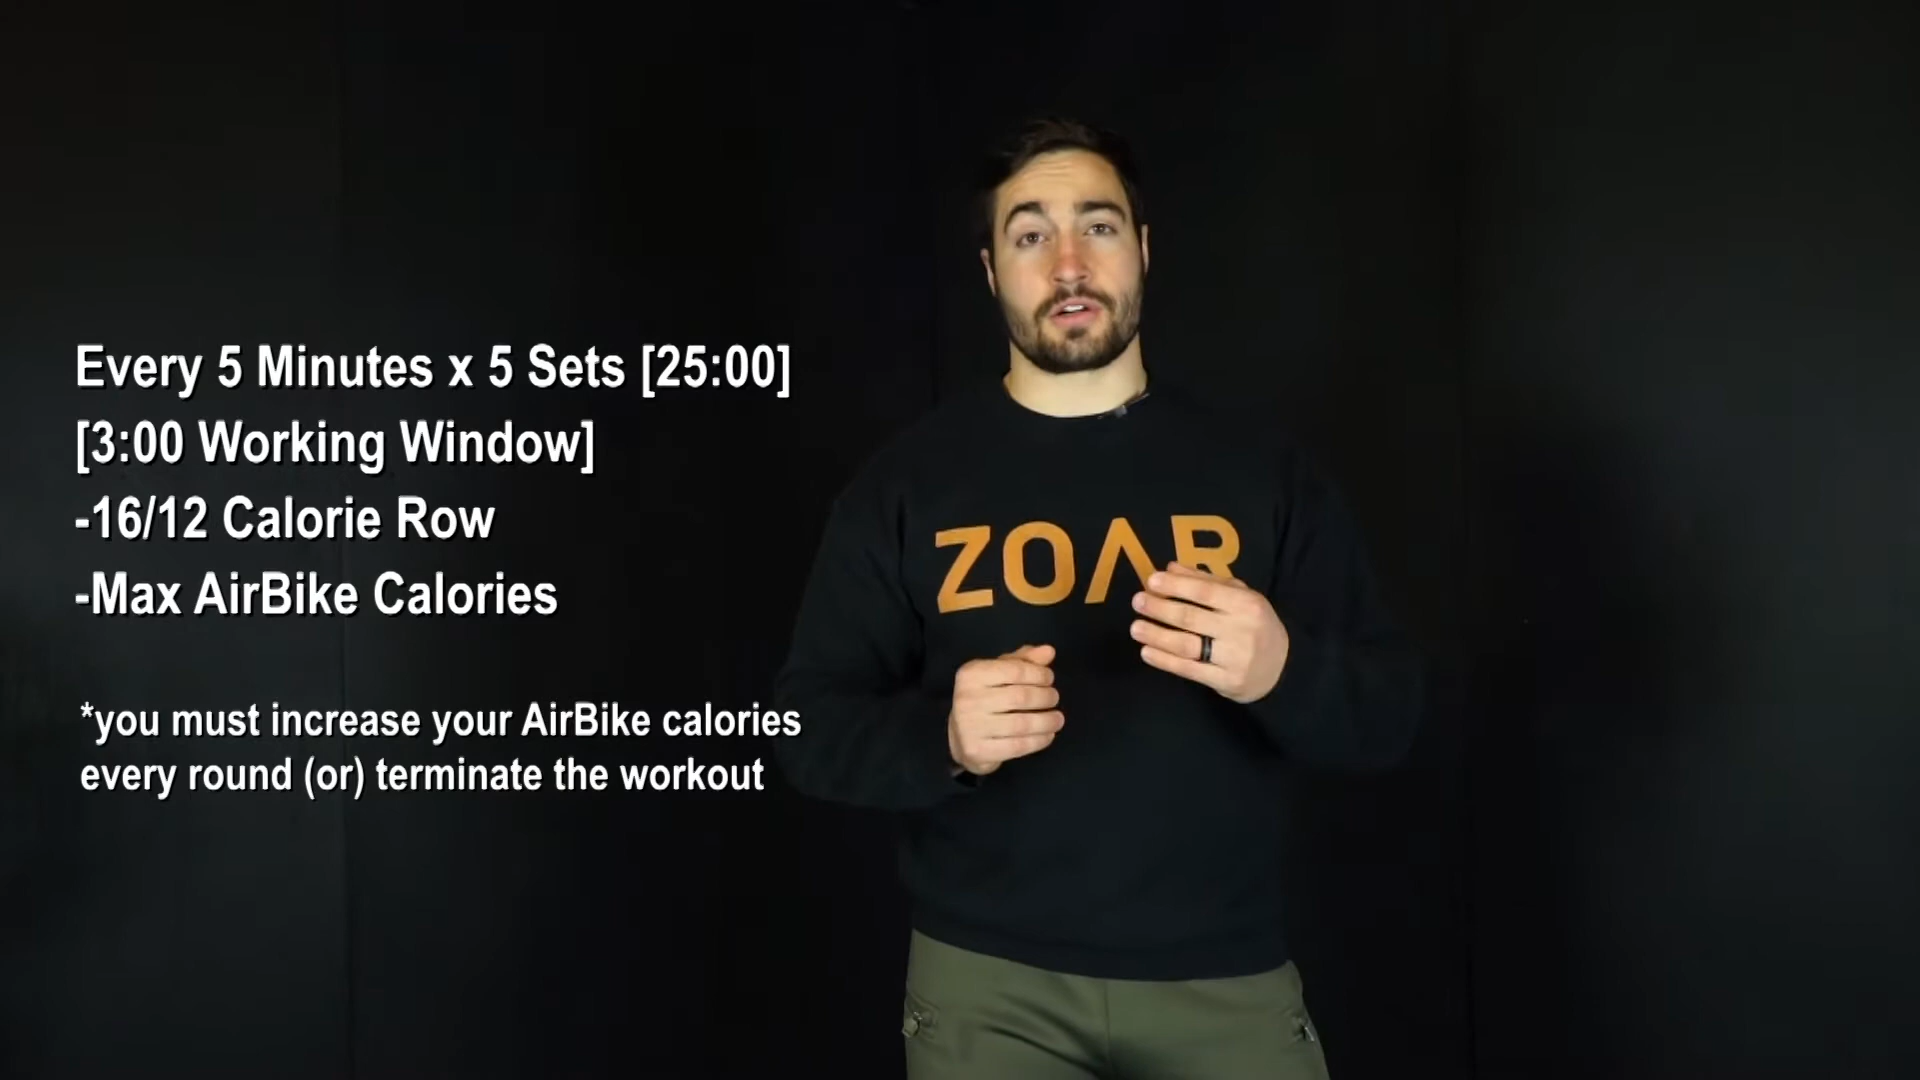 Every 5 Minutes x 5 Sets [25:00]
[3:00 Working Window]
-16/12 Calorie Row
-Max AirBike Calories
*you must increase your AirBike calories
every round (or) terminate the workout
ZOAR